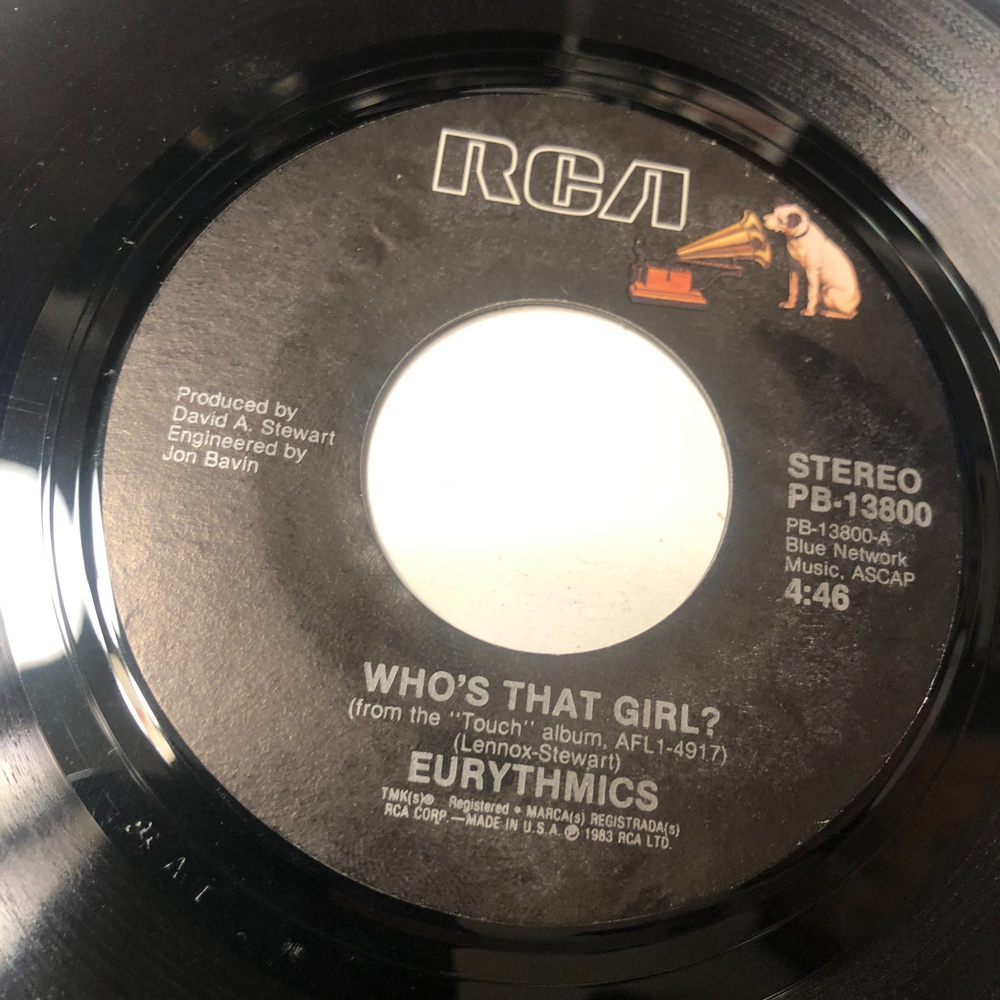 RCA
Produced by
David A. Stewart
Engineered by
Jon Bavin
STEREO
PB-13800
PB-13800-A
Blue Network
Music, ASCAP
4:46
WHO'S THAT GIRL?
(from the "Touch" album, AFL1-4917)
(Lennox-Stewart)
EURYTHMICS
TMK(s)® Registered • MARCA(s) REGISTRADA(s)
RCA CORP.—MADE IN U.S.A. ℗ 1983 RCA LTD.